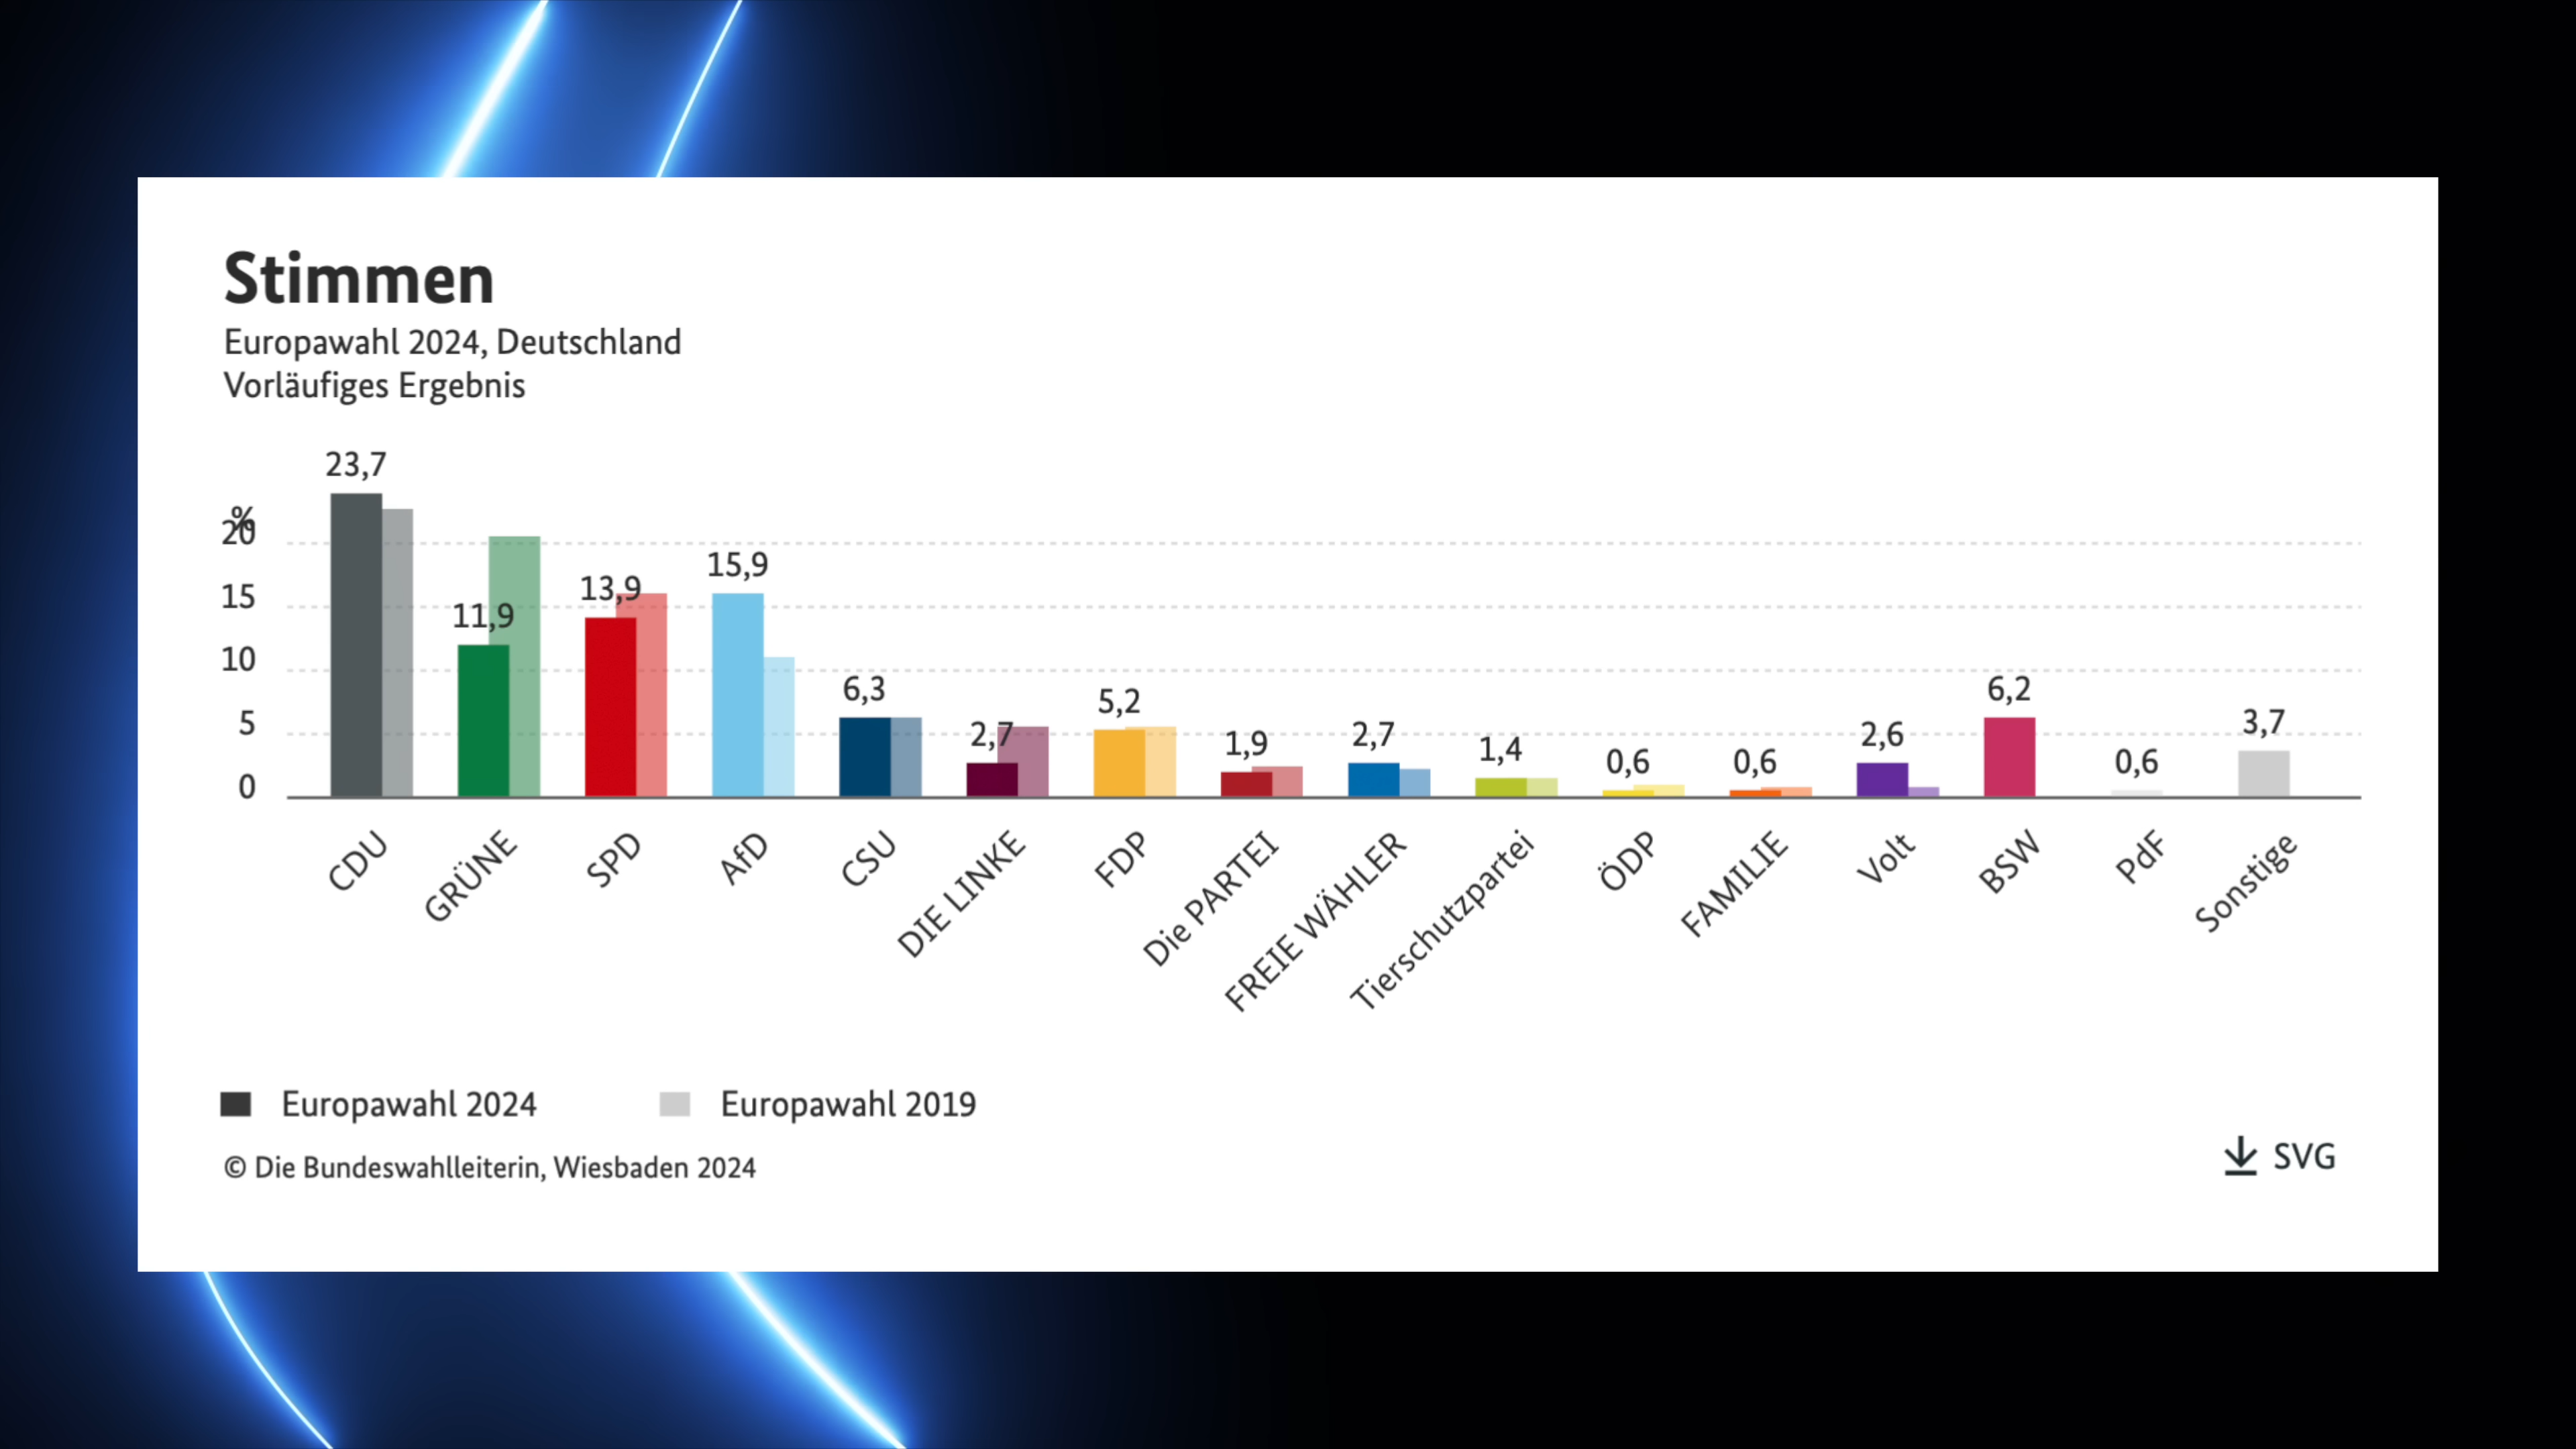 Stimmen
Europawahl 2024, Deutschland
Vorläufiges Ergebnis
%
20
15
10
5
0
23,7
11,9
13,9
15,9
6,3
2,7
5,2
1,9
2,7
1,4
0,6
0,6
2,6
6,2
0,6
3,7
CDU
GRÜNE
SPD
AfD
CSU
DIE LINKE
FDP
Die PARTEI
FREIE WÄHLER
Tierschutzpartei
ÖDP
FAMILIE
Volt
BSW
PdF
Sonstige
Europawahl 2024 Europawahl 2019
© Die Bundeswahlleiterin, Wiesbaden 2024
SVG